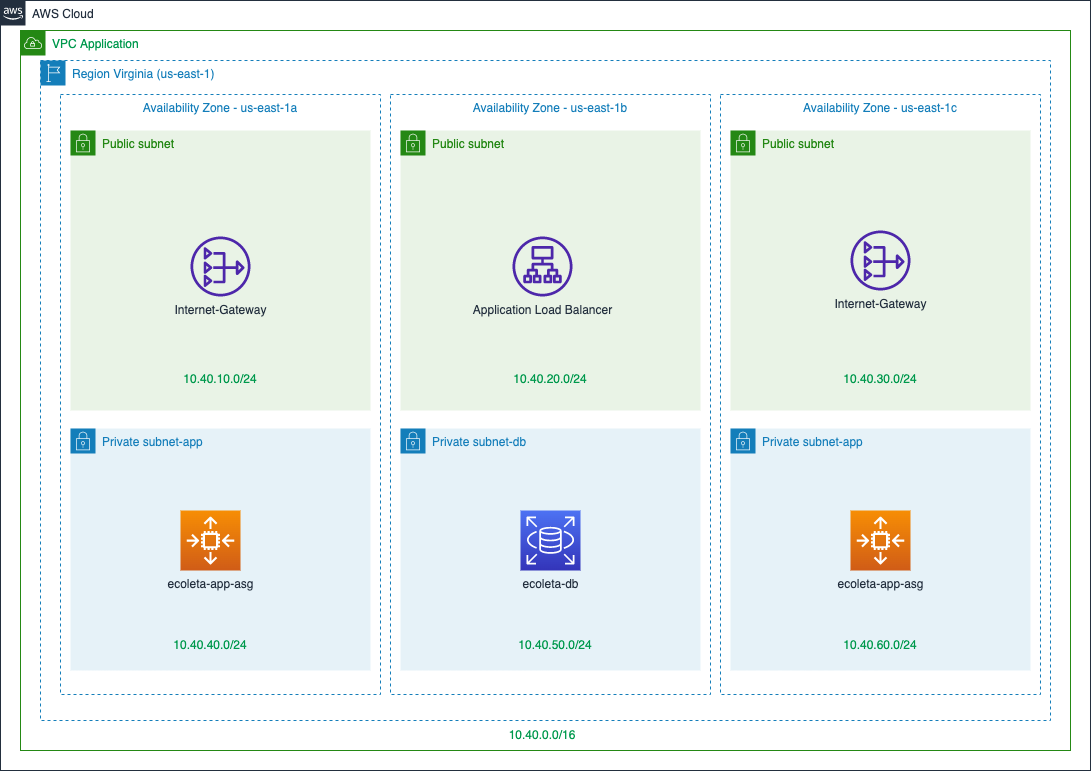 aws
AWS Cloud
VPC Application
Region Virginia (us-east-1)
Availability Zone - us-east-1a
Availability Zone - us-east-1b
Availability Zone - us-east-1c
Public subnet
Public subnet
Public subnet
Internet-Gateway
Application Load Balancer
Internet-Gateway
10.40.10.0/24
10.40.20.0/24
10.40.30.0/24
Private subnet-app
Private subnet-db
Private subnet-app
ecoleta-app-asg
ecoleta-db
ecoleta-app-asg
10.40.40.0/24
10.40.50.0/24
10.40.60.0/24
10.40.0.0/16